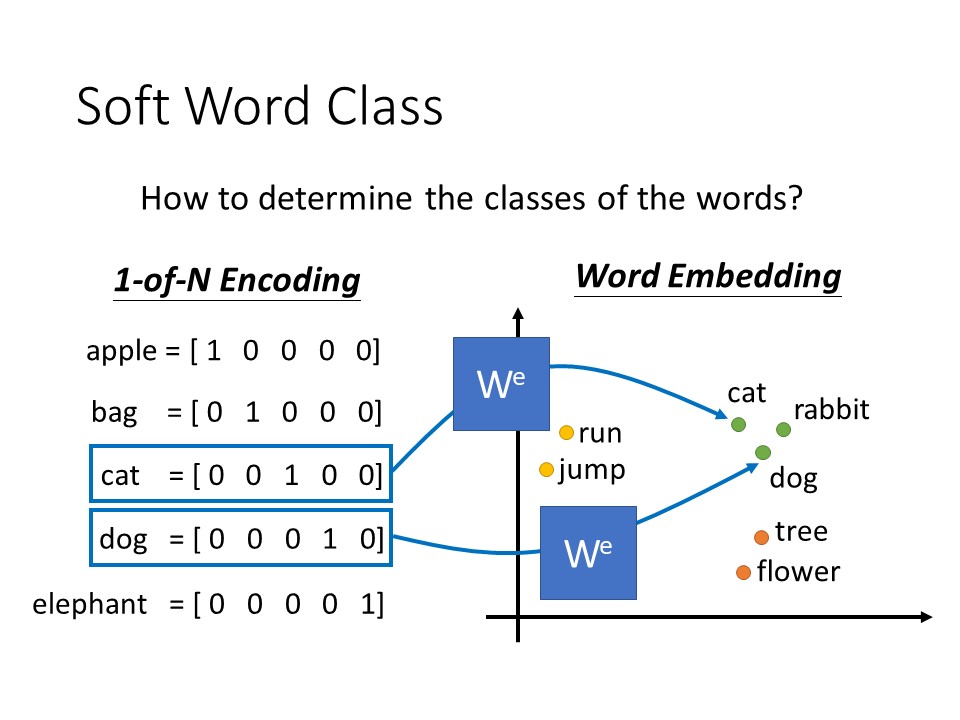 Soft Word Class
How to determine the classes of the words?
1-of-N Encoding
apple = [ 1 0 0 0 0]
bag = [ 0 1 0 0 0]
cat = [ 0 0 1 0 0]
dog = [ 0 0 0 1 0]
elephant = [ 0 0 0 0 1]
Word Embedding
Wᵉ
cat
rabbit
run
jump
dog
Wᵉ
tree
flower